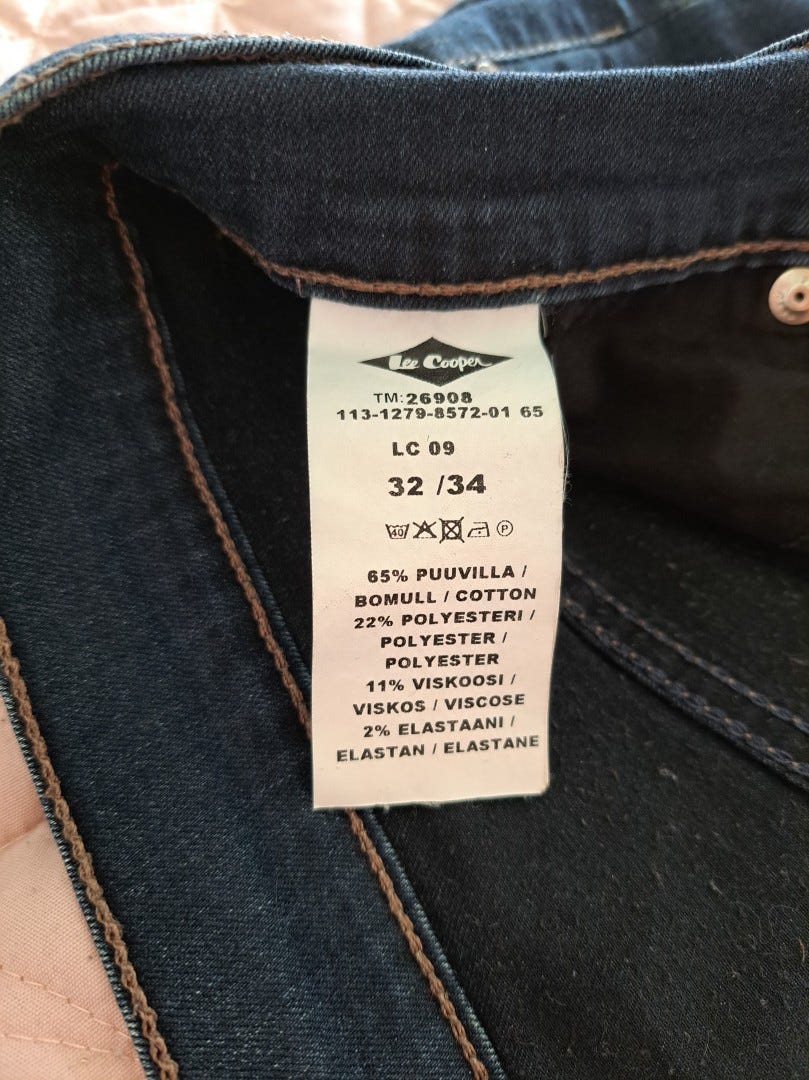 Lee Cooper
TM:26908
113-1279-8572-01 65
LC 09
32 /34
40 P
65% PUUVILLA /
BOMULL / COTTON
22% POLYESTERI /
POLYESTER /
POLYESTER
11% VISKOOSI /
VISKOS / VISCOSE
2% ELASTAANI /
ELASTAN / ELASTANE